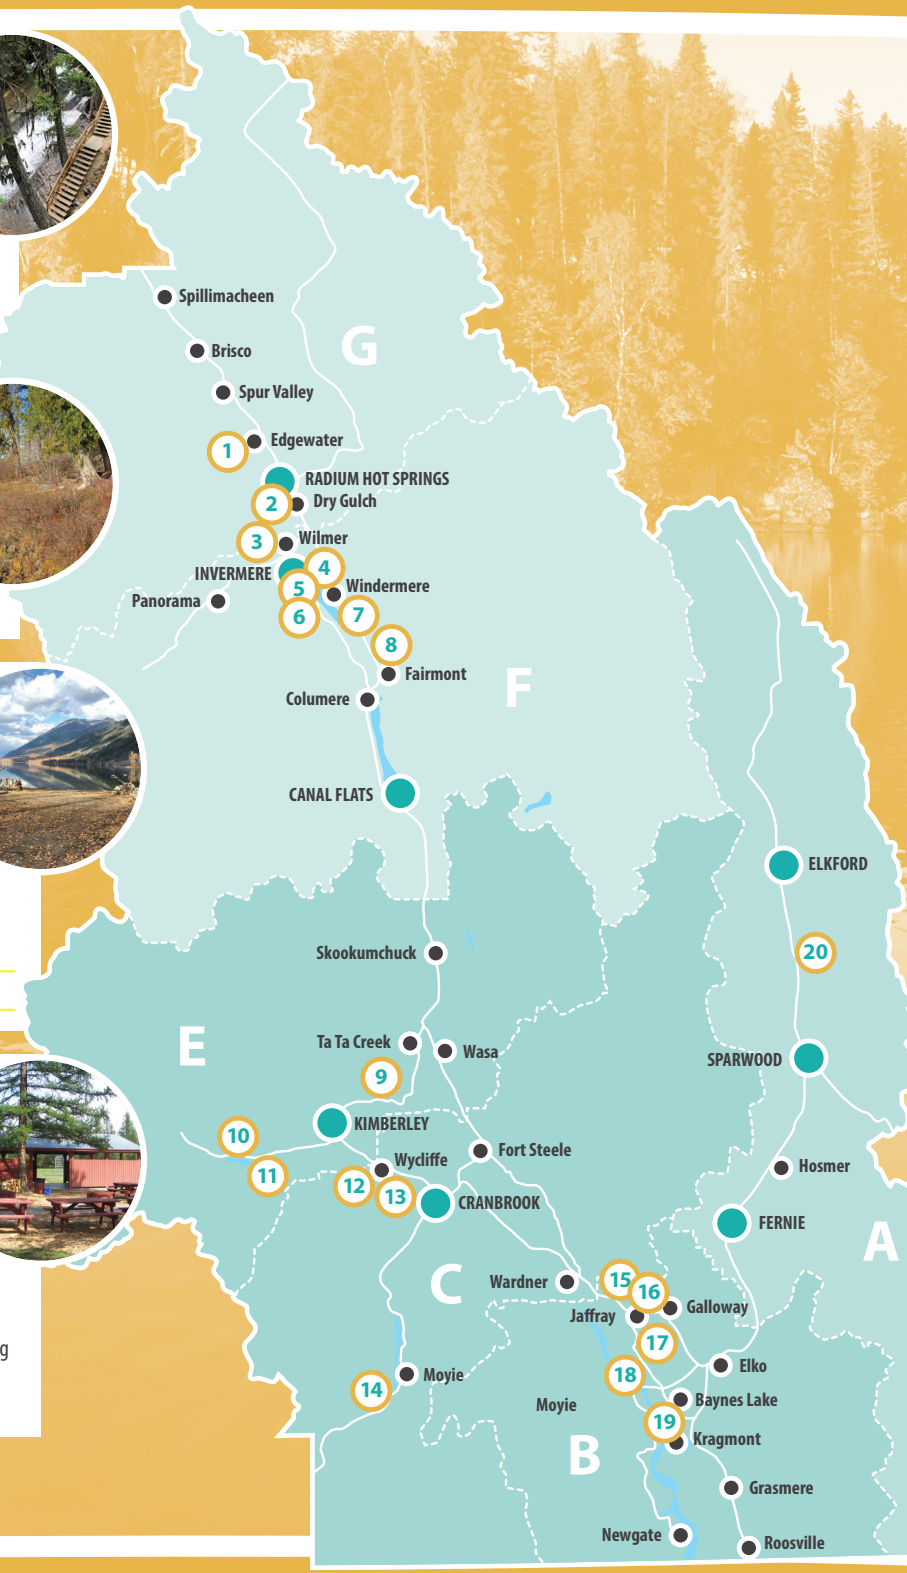 Spillimacheen
G
Brisco
Spur Valley
Edgewater
1
RADIUM HOT SPRINGS
2
Dry Gulch
3
Wilmer
INVERMERE
4
5
Windermere
Panorama
6
7
8
Fairmont
F
Columere
CANAL FLATS
ELKFORD
Skookumchuck
20
E
Ta Ta Creek
Wasa
SPARWOOD
9
KIMBERLEY
10
Wycliffe
Fort Steele
Hosmer
11
12
13
CRANBROOK
FERNIE
A
C
Wardner
15
16
Jaffray
Galloway
g
17
Moyie
14
18
Elko
Moyie
Baynes Lake
19
Kragmont
B
Grasmere
Newgate
Roosville